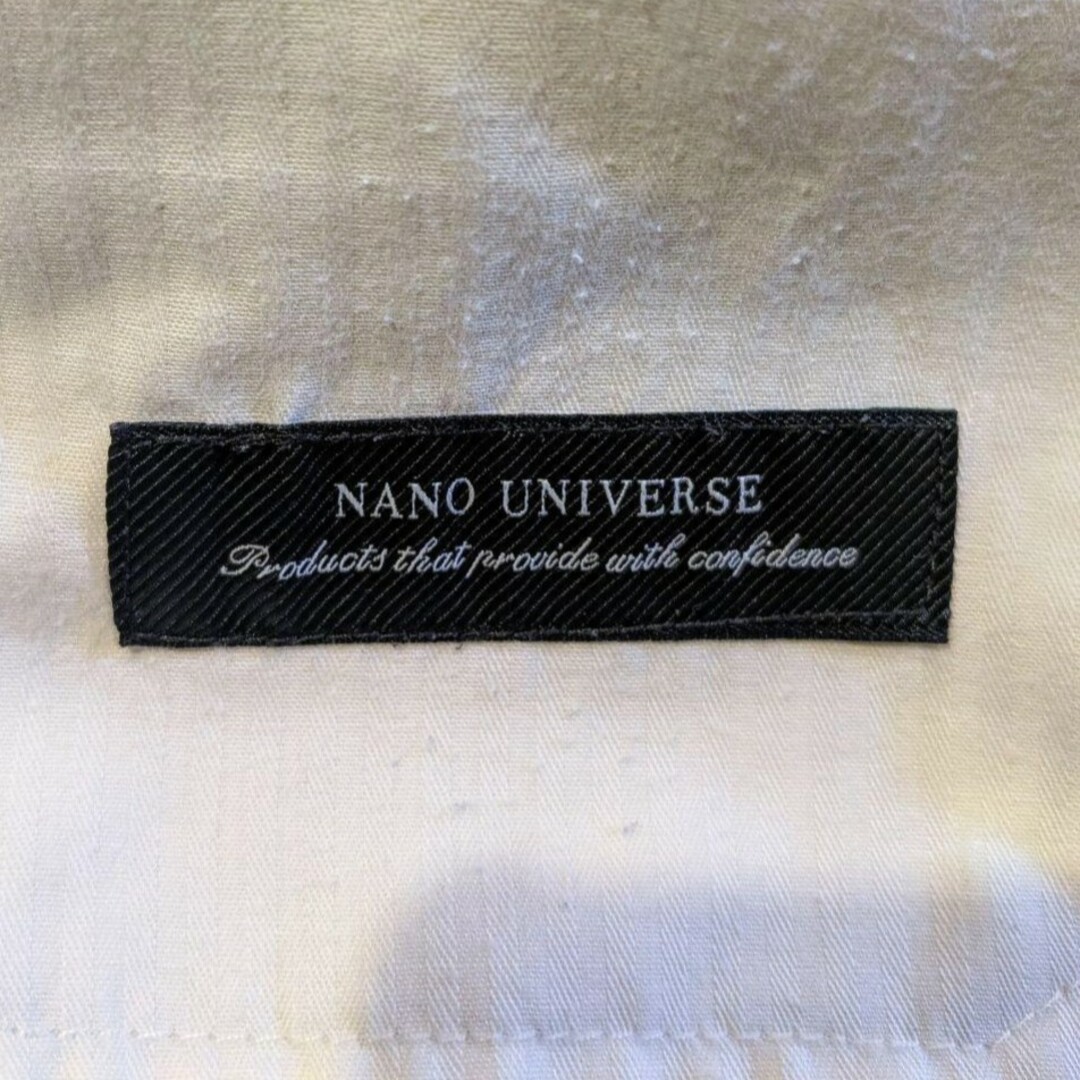 NANO UNIVERSE
Products that provide with confidence